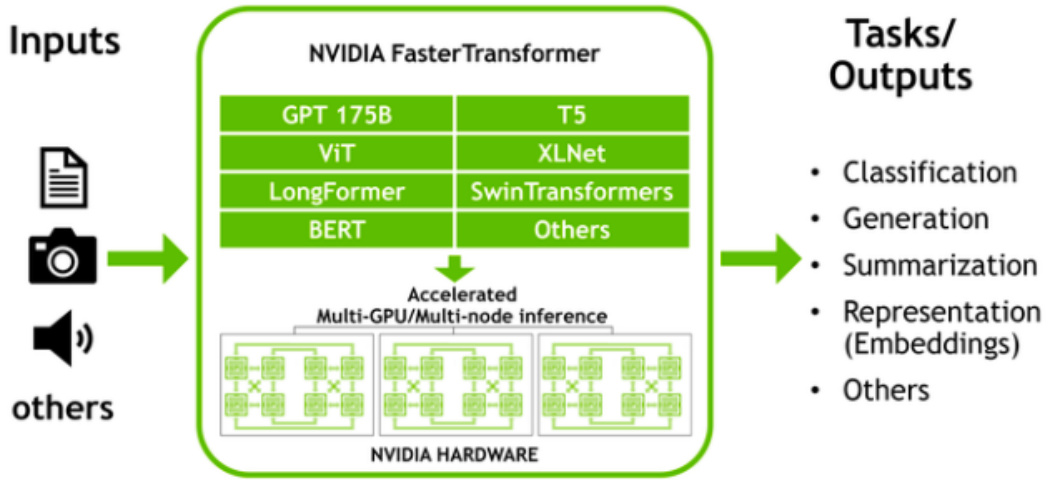 Inputs
others
NVIDIA FasterTransformer
GPT 175B
T5
ViT
XLNet
LongFormer
SwinTransformers
BERT
Others
Accelerated
Multi-GPU/Multi-node inference
NVIDIA HARDWARE
Tasks/
Outputs
• Classification
• Generation
• Summarization
• Representation
(Embeddings)
• Others